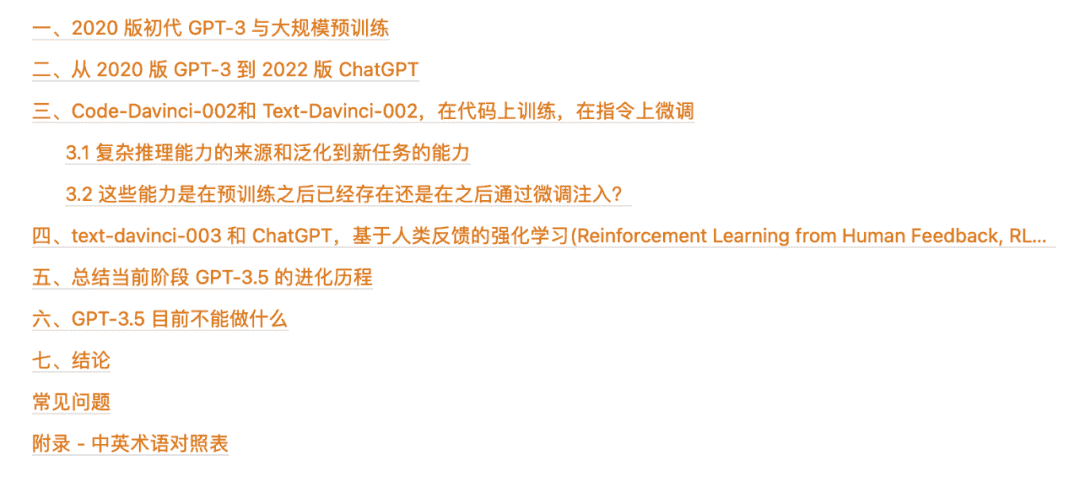 一、2020 版初代 GPT-3 与大规模预训练
二、从 2020 版 GPT-3 到 2022 版 ChatGPT
三、Code-Davinci-002和 Text-Davinci-002，在代码上训练，在指令上微调
3.1 复杂推理能力的来源和泛化到新任务的能力
3.2 这些能力是在预训练之后已经存在还是在之后通过微调注入？
四、text-davinci-003 和 ChatGPT，基于人类反馈的强化学习(Reinforcement Learning from Human Feedback, RL...
五、总结当前阶段 GPT-3.5 的进化历程
六、GPT-3.5 目前不能做什么
七、结论
常见问题
附录 - 中英术语对照表